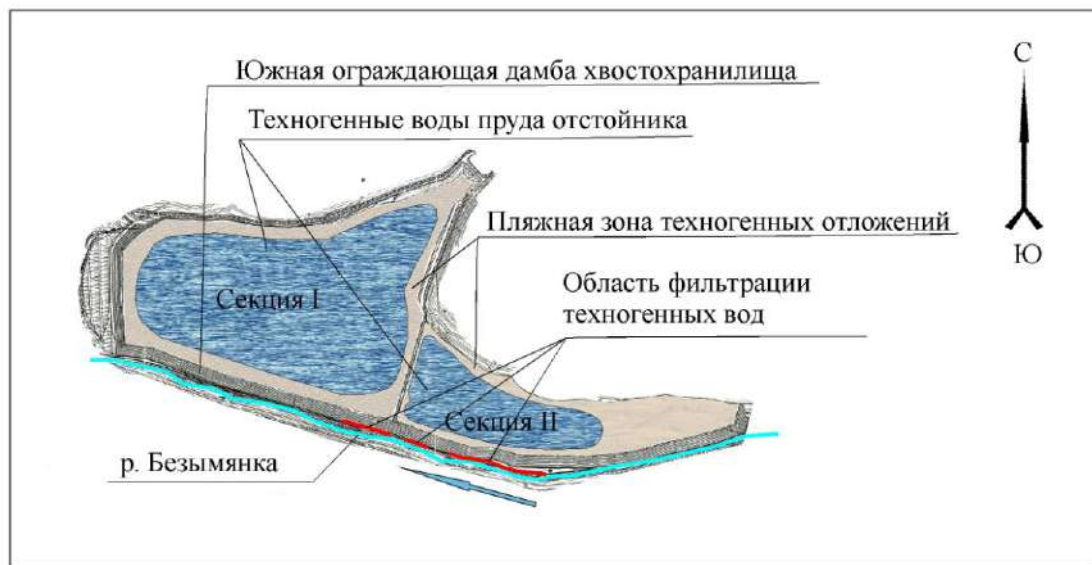 Южная ограждающая дамба хвостохранилища
С
Техногенные воды пруда отстойника
Пляжная зона техногенных отложений
Ю
Область фильтрации
техногенных вод
Секция I
Секция II
р. Безымянка